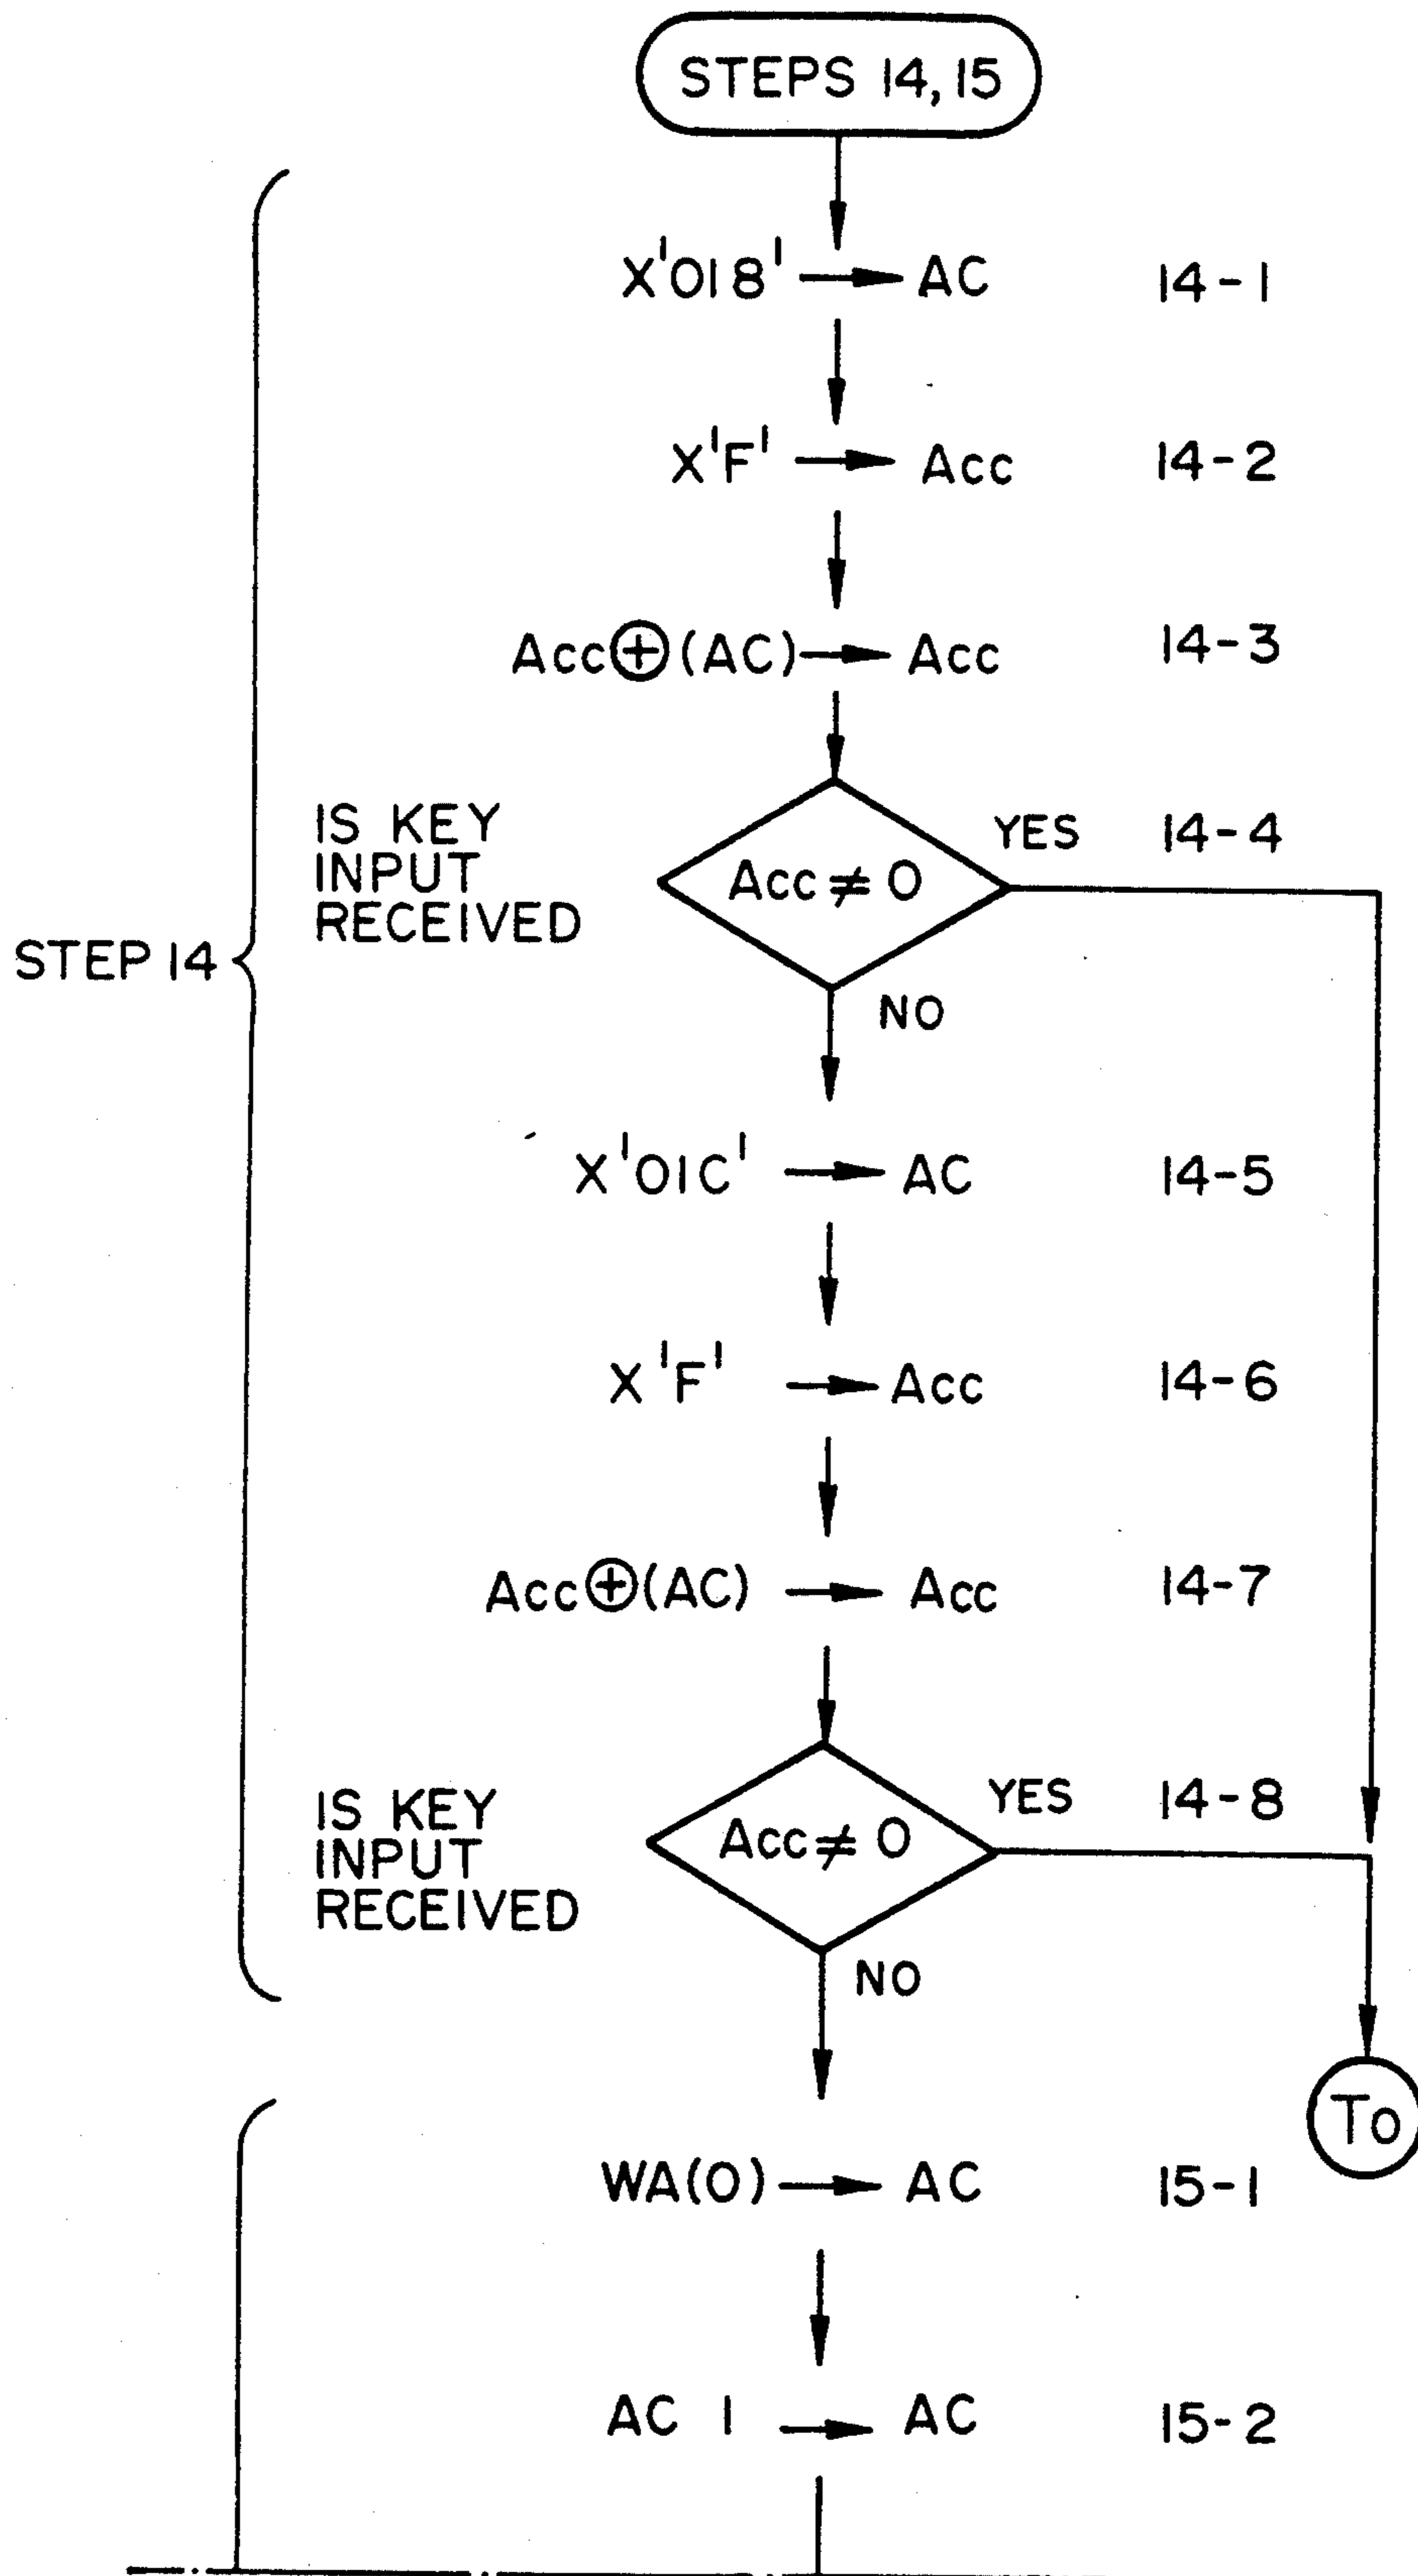 STEPS 14, 15
X'018' → AC 14-1
X'F' → Acc 14-2
Acc⊕(AC) → Acc 14-3
IS KEY
INPUT
RECEIVED
Acc ≠ 0
YES 14-4
STEP 14
NO
X'01C' → AC 14-5
X'F' → Acc 14-6
Acc⊕(AC) → Acc 14-7
IS KEY
INPUT
RECEIVED
Acc ≠ 0
YES 14-8
NO
To
WA(0) → AC 15-1
AC 1 → AC 15-2